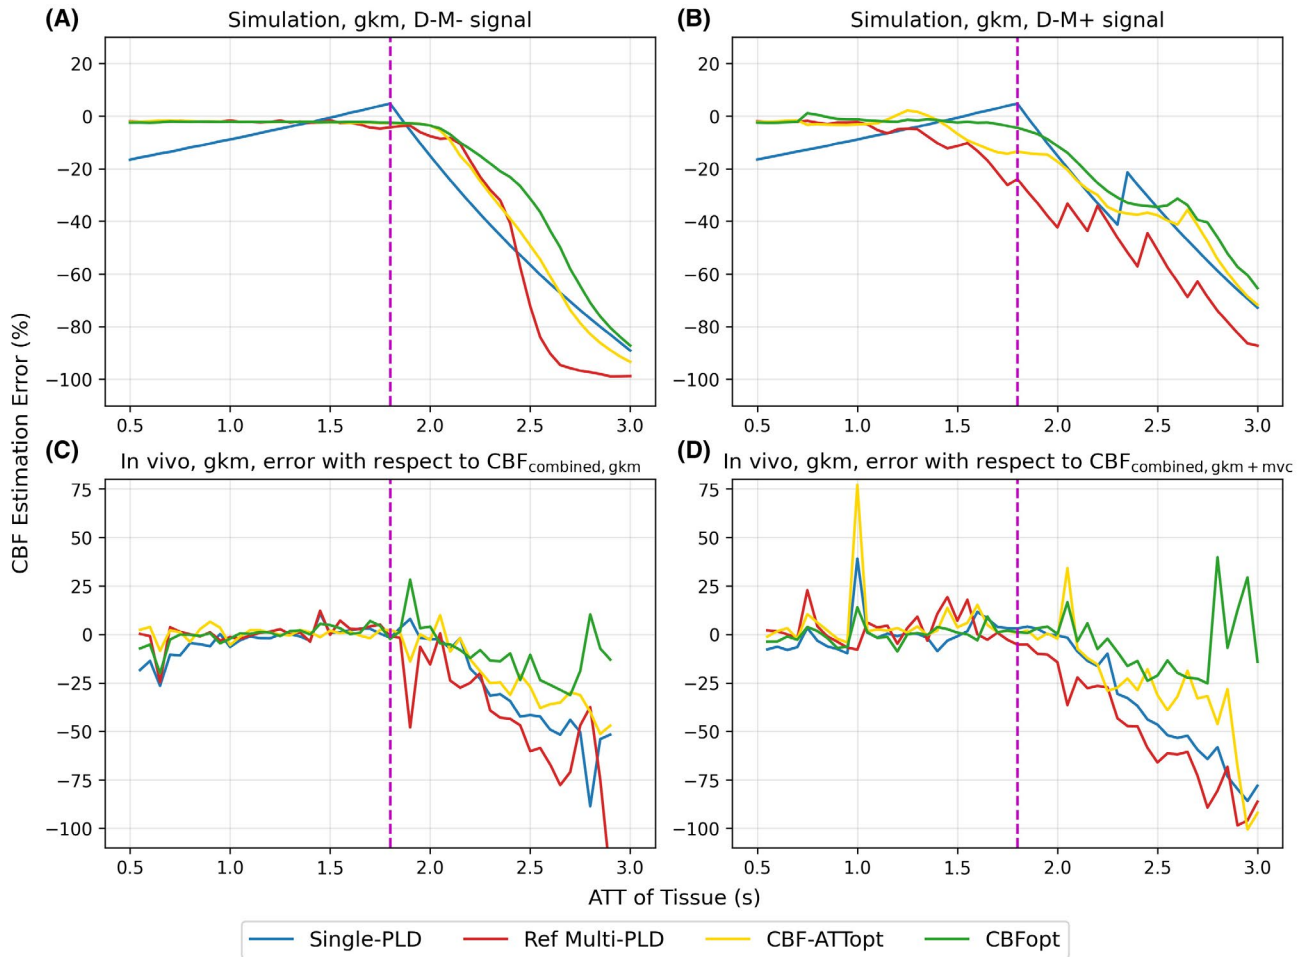 (A) Simulation, gkm, D-M- signal
(B) Simulation, gkm, D-M+ signal
20
0
−20
−40
−60
−80
−100
0.5 1.0 1.5 2.0 2.5 3.0
20
0
−20
−40
−60
−80
−100
0.5 1.0 1.5 2.0 2.5 3.0
CBF Estimation Error (%)
(C) In vivo, gkm, error with respect to CBFcombined, gkm
(D) In vivo, gkm, error with respect to CBFcombined, gkm + mvc
75
50
25
0
−25
−50
−75
−100
0.5 1.0 1.5 2.0 2.5 3.0
75
50
25
0
−25
−50
−75
−100
0.5 1.0 1.5 2.0 2.5 3.0
ATT of Tissue (s)
Single-PLD Ref Multi-PLD CBF-ATTopt CBFopt